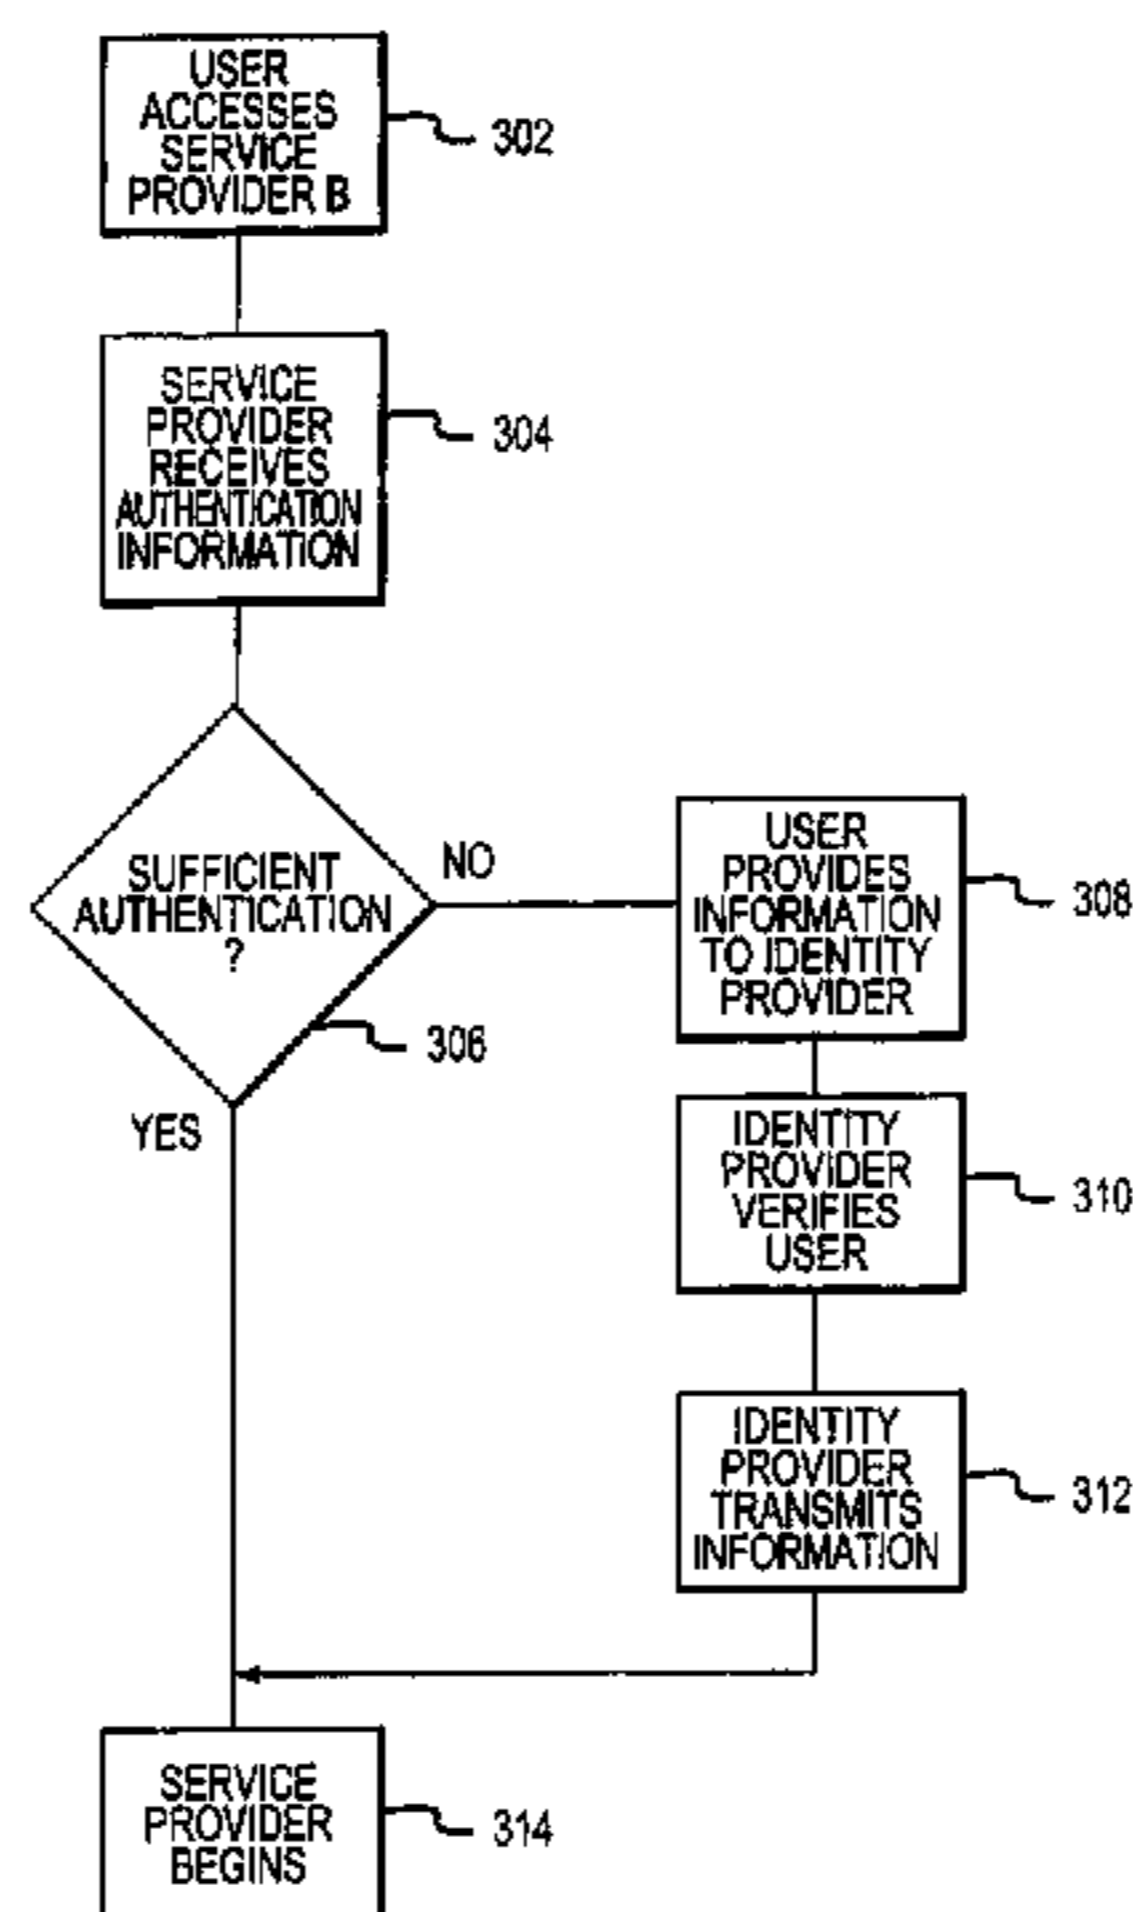 USER
ACCESSES
SERVICE
PROVIDER B
302
SERVICE
PROVIDER
RECEIVES
AUTHENTICATION
INFORMATION
304
SUFFICIENT
AUTHENTICATION
?
306
NO
YES
USER
PROVIDES
INFORMATION
TO IDENTITY
PROVIDER
308
IDENTITY
PROVIDER
VERIFIES
USER
310
IDENTITY
PROVIDER
TRANSMITS
INFORMATION
312
SERVICE
PROVIDER
BEGINS
314